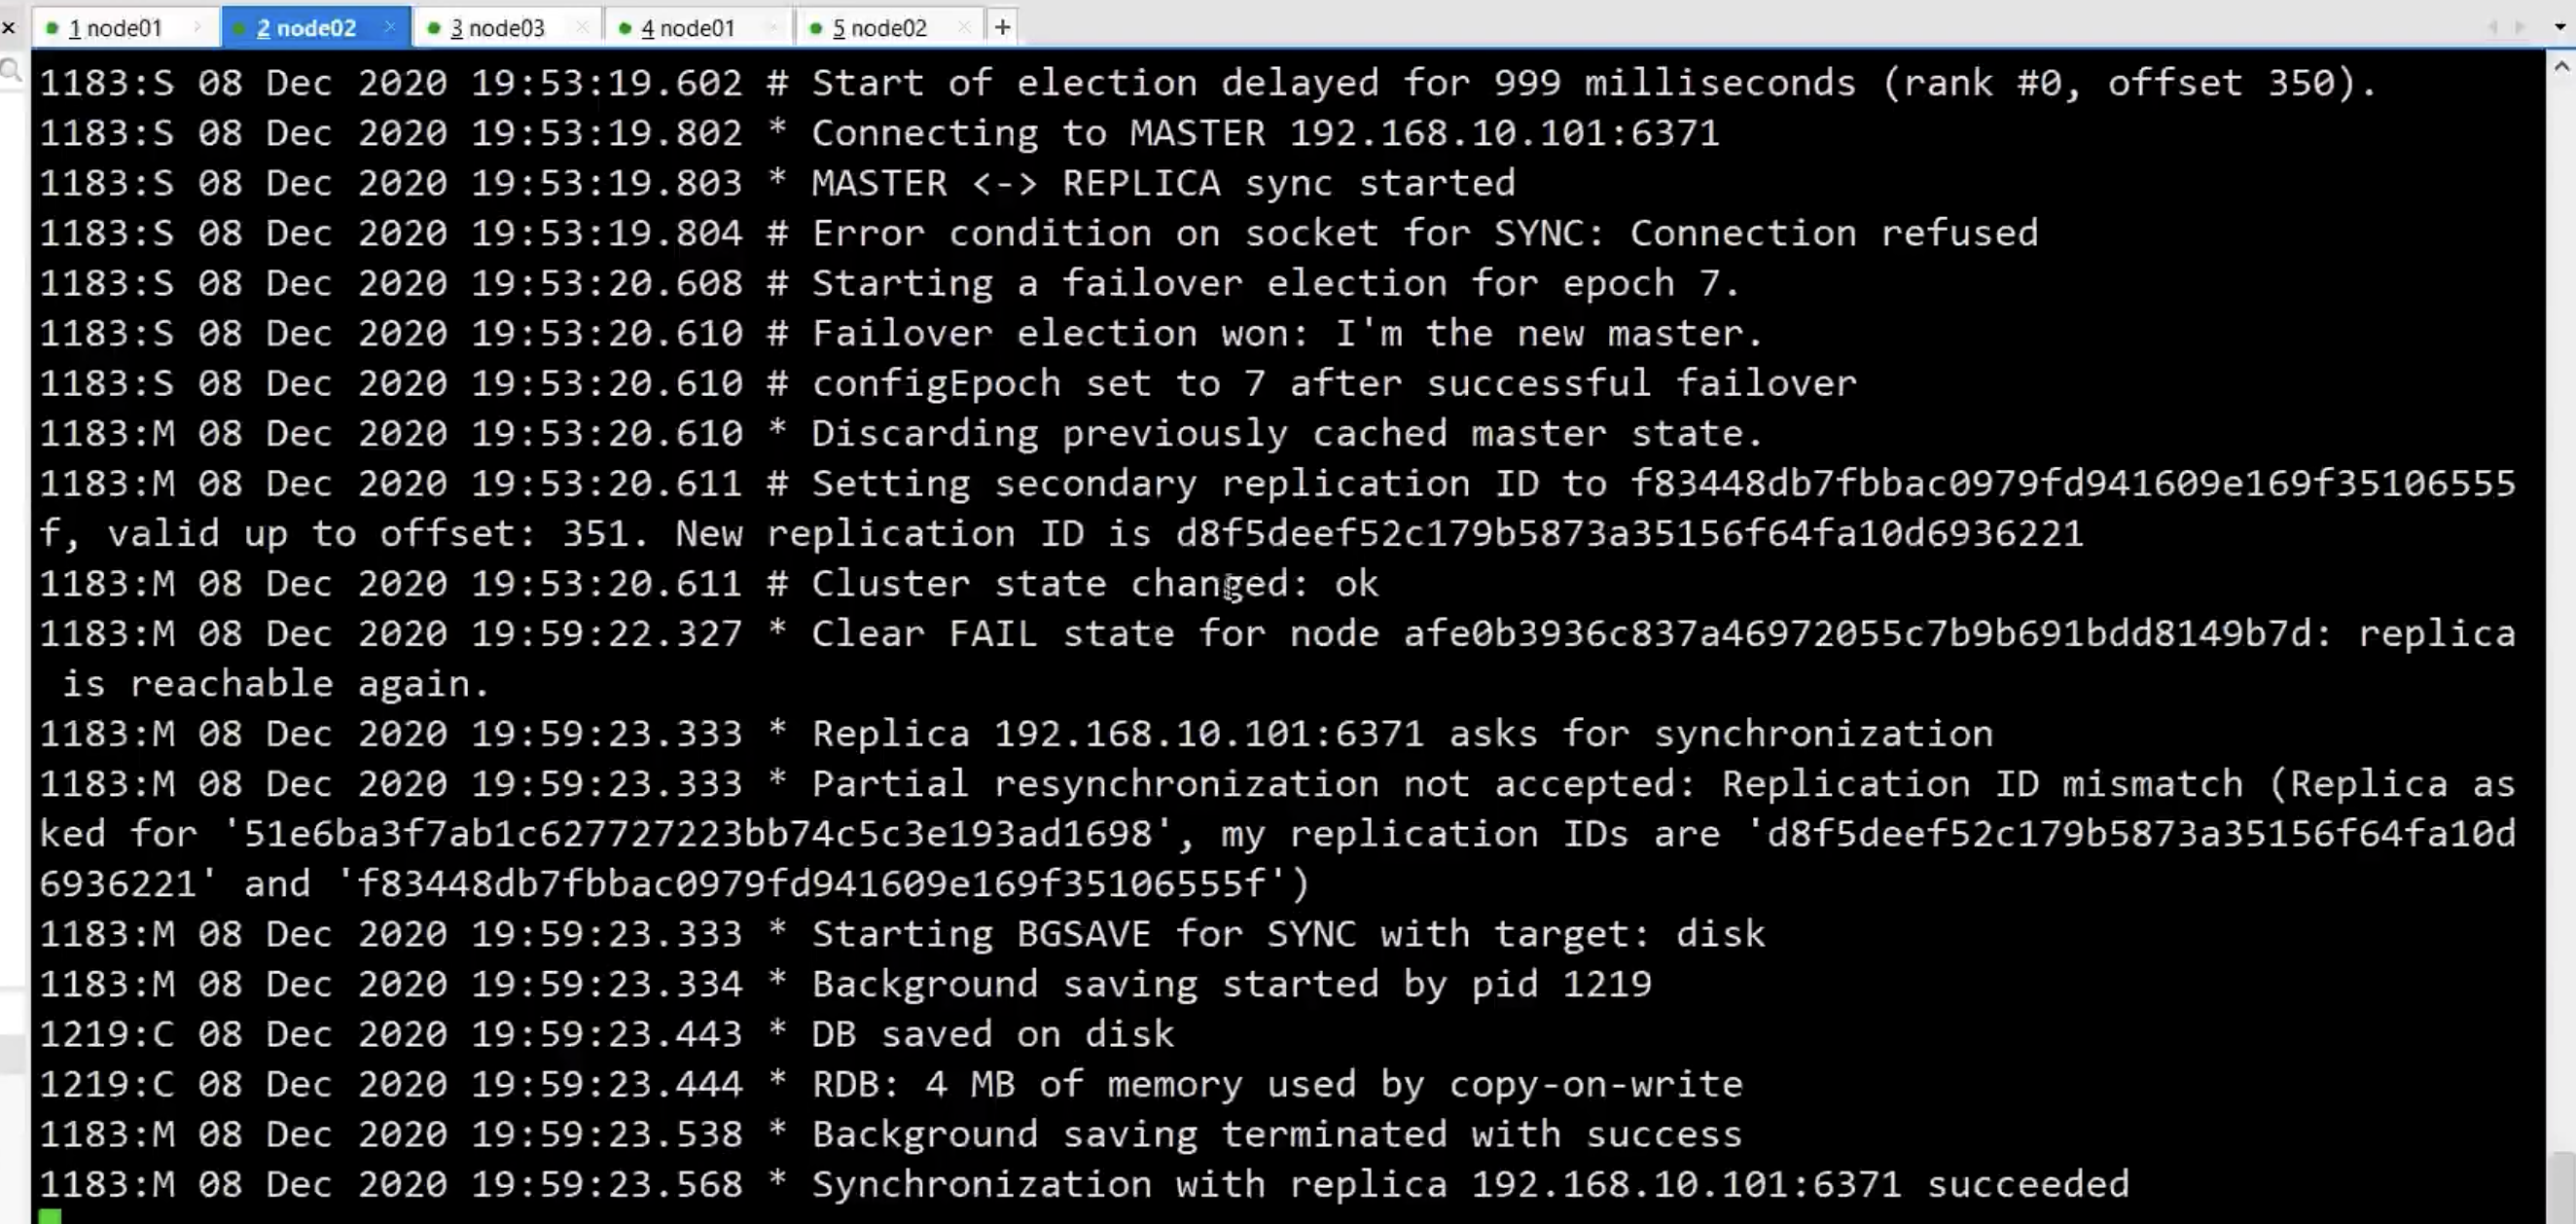 1 node01
2 node02
3 node03
4 node01
5 node02
1183:S 08 Dec 2020 19:53:19.602 # Start of election delayed for 999 milliseconds (rank #0, offset 350).
1183:S 08 Dec 2020 19:53:19.802 * Connecting to MASTER 192.168.10.101:6371
1183:S 08 Dec 2020 19:53:19.803 * MASTER <-> REPLICA sync started
1183:S 08 Dec 2020 19:53:19.804 # Error condition on socket for SYNC: Connection refused
1183:S 08 Dec 2020 19:53:20.608 # Starting a failover election for epoch 7.
1183:S 08 Dec 2020 19:53:20.610 # Failover election won: I'm the new master.
1183:S 08 Dec 2020 19:53:20.610 # configEpoch set to 7 after successful failover
1183:M 08 Dec 2020 19:53:20.610 * Discarding previously cached master state.
1183:M 08 Dec 2020 19:53:20.611 # Setting secondary replication ID to f83448db7fbbac0979fd941609e169f35106555
f, valid up to offset: 351. New replication ID is d8f5deef52c179b5873a35156f64fa10d6936221
1183:M 08 Dec 2020 19:53:20.611 # Cluster state changed: ok
1183:M 08 Dec 2020 19:59:22.327 * Clear FAIL state for node afe0b3936c837a46972055c7b9b691bdd8149b7d: replica
is reachable again.
1183:M 08 Dec 2020 19:59:23.333 * Replica 192.168.10.101:6371 asks for synchronization
1183:M 08 Dec 2020 19:59:23.333 * Partial resynchronization not accepted: Replication ID mismatch (Replica as
ked for '51e6ba3f7ab1c627727223bb74c5c3e193ad1698', my replication IDs are 'd8f5deef52c179b5873a35156f64fa10d
6936221' and 'f83448db7fbbac0979fd941609e169f35106555f')
1183:M 08 Dec 2020 19:59:23.333 * Starting BGSAVE for SYNC with target: disk
1183:M 08 Dec 2020 19:59:23.334 * Background saving started by pid 1219
1219:C 08 Dec 2020 19:59:23.443 * DB saved on disk
1219:C 08 Dec 2020 19:59:23.444 * RDB: 4 MB of memory used by copy-on-write
1183:M 08 Dec 2020 19:59:23.538 * Background saving terminated with success
1183:M 08 Dec 2020 19:59:23.568 * Synchronization with replica 192.168.10.101:6371 succeeded